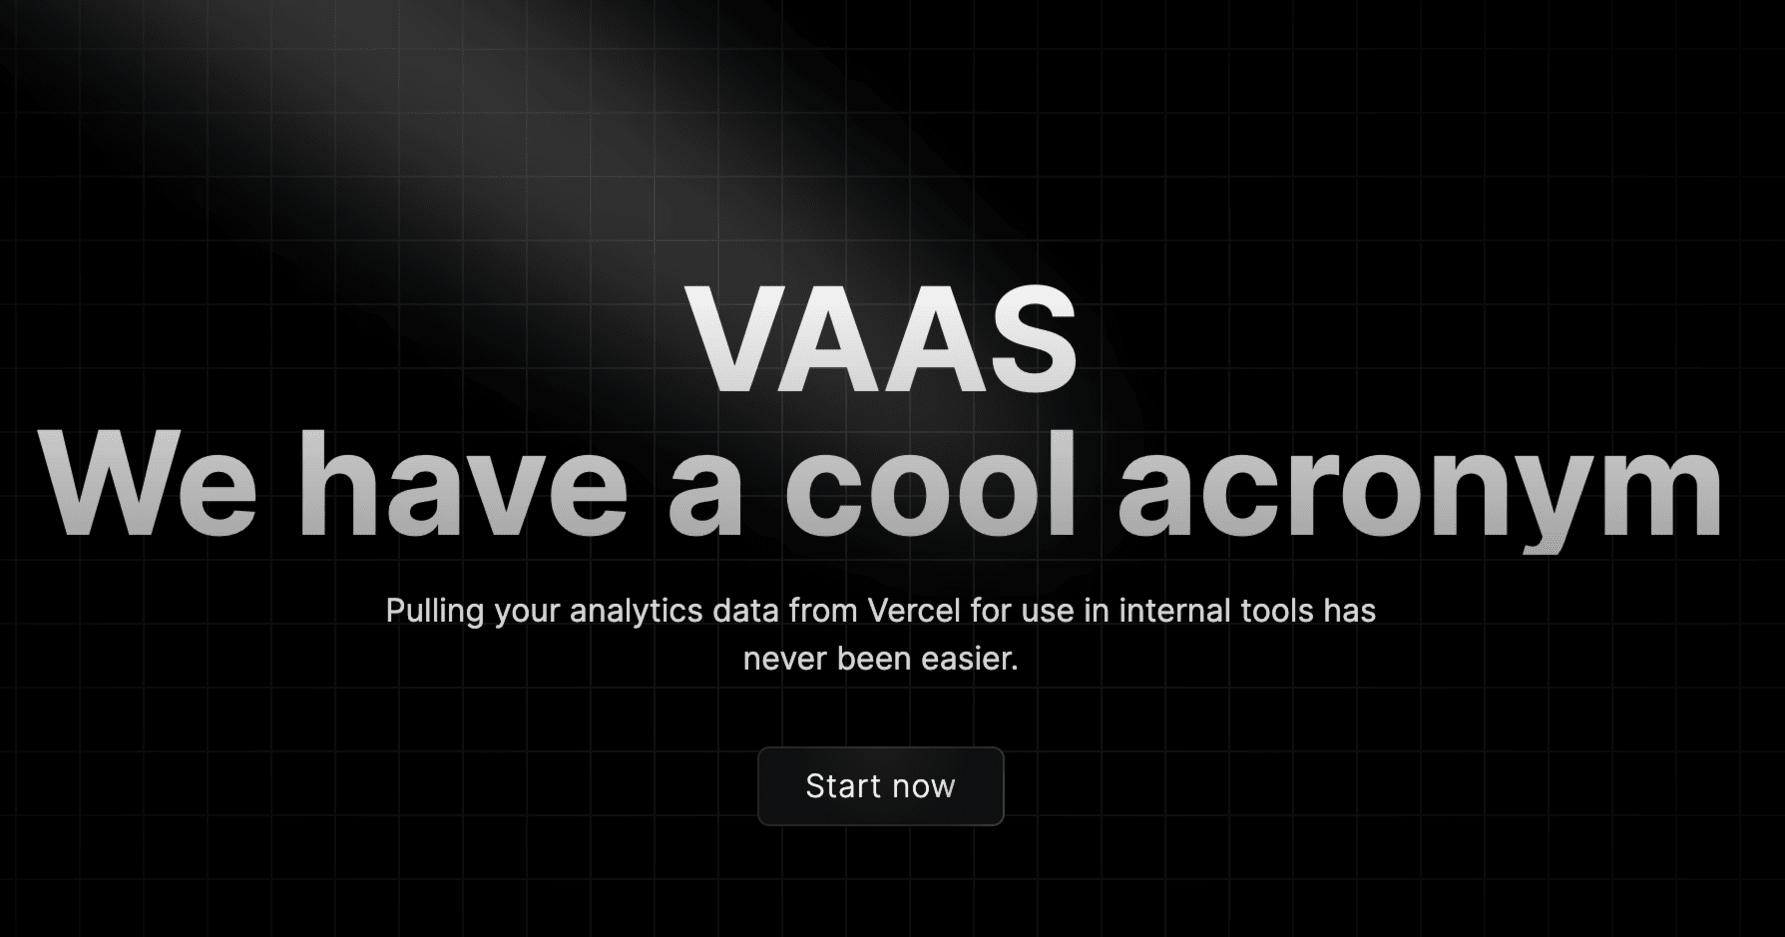 VAAS
We have a cool acronym
Pulling your analytics data from Vercel for use in internal tools has
never been easier.
Start now